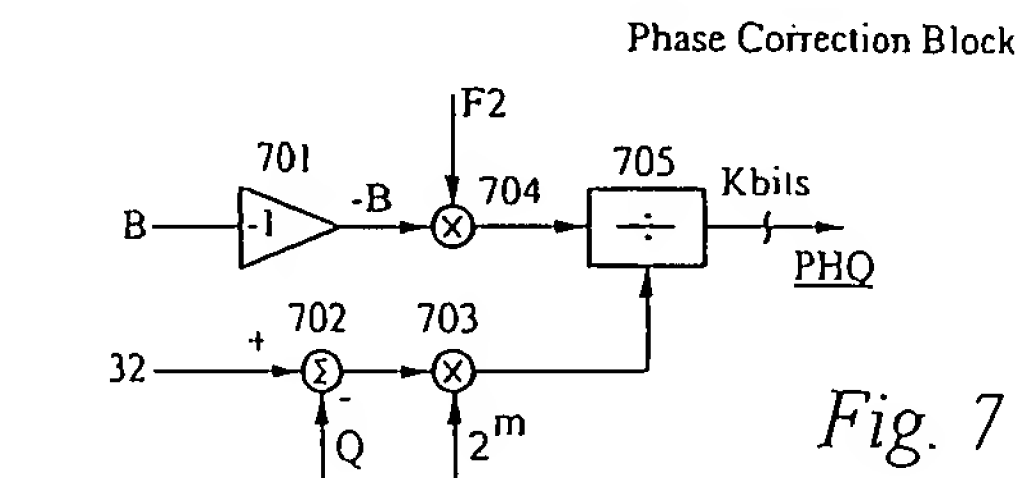 Phase Correction Block
F2
701
705
Kbits
-B
704
B
-1
×
÷
PHQ
702
703
+
32
Σ
×
-
Q
2^m
Fig. 7